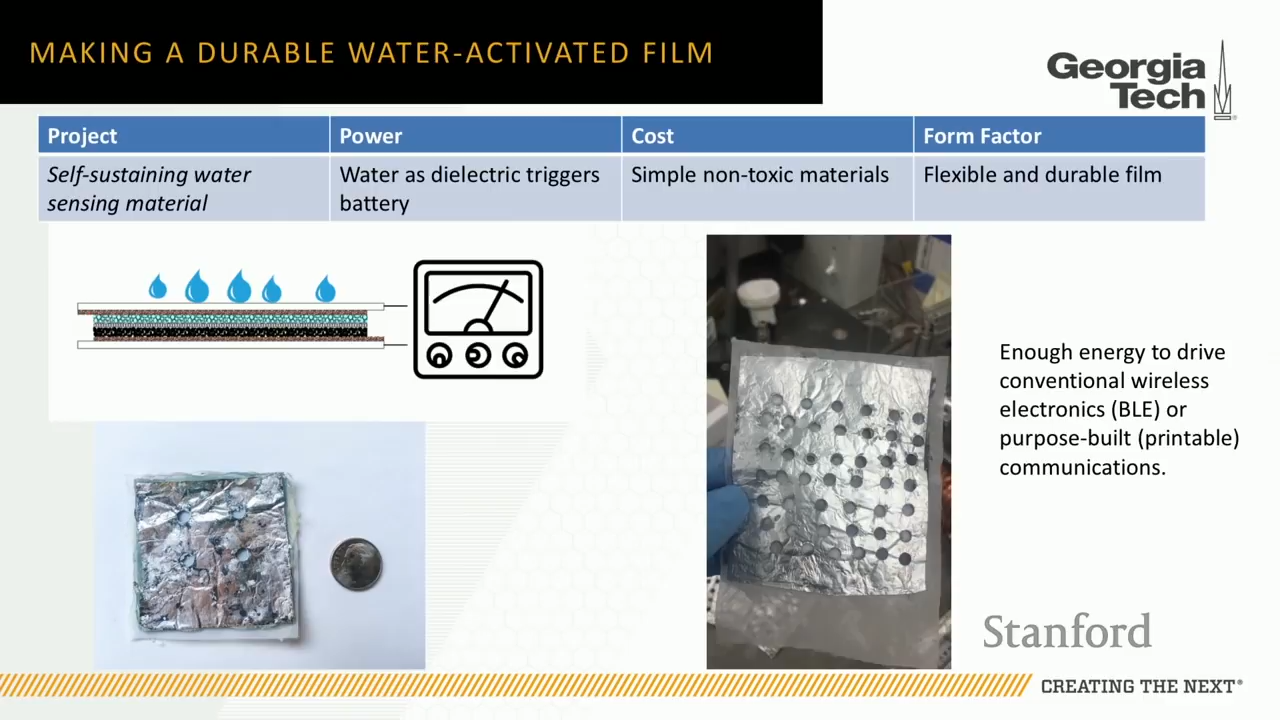 MAKING A DURABLE WATER-ACTIVATED FILM
Georgia
Tech
Project
Power
Cost
Form Factor
Self-sustaining water
sensing material
Water as dielectric triggers
battery
Simple non-toxic materials
Flexible and durable film
Enough energy to drive
conventional wireless
electronics (BLE) or
purpose-built (printable)
communications.
Stanford
CREATING THE NEXT®